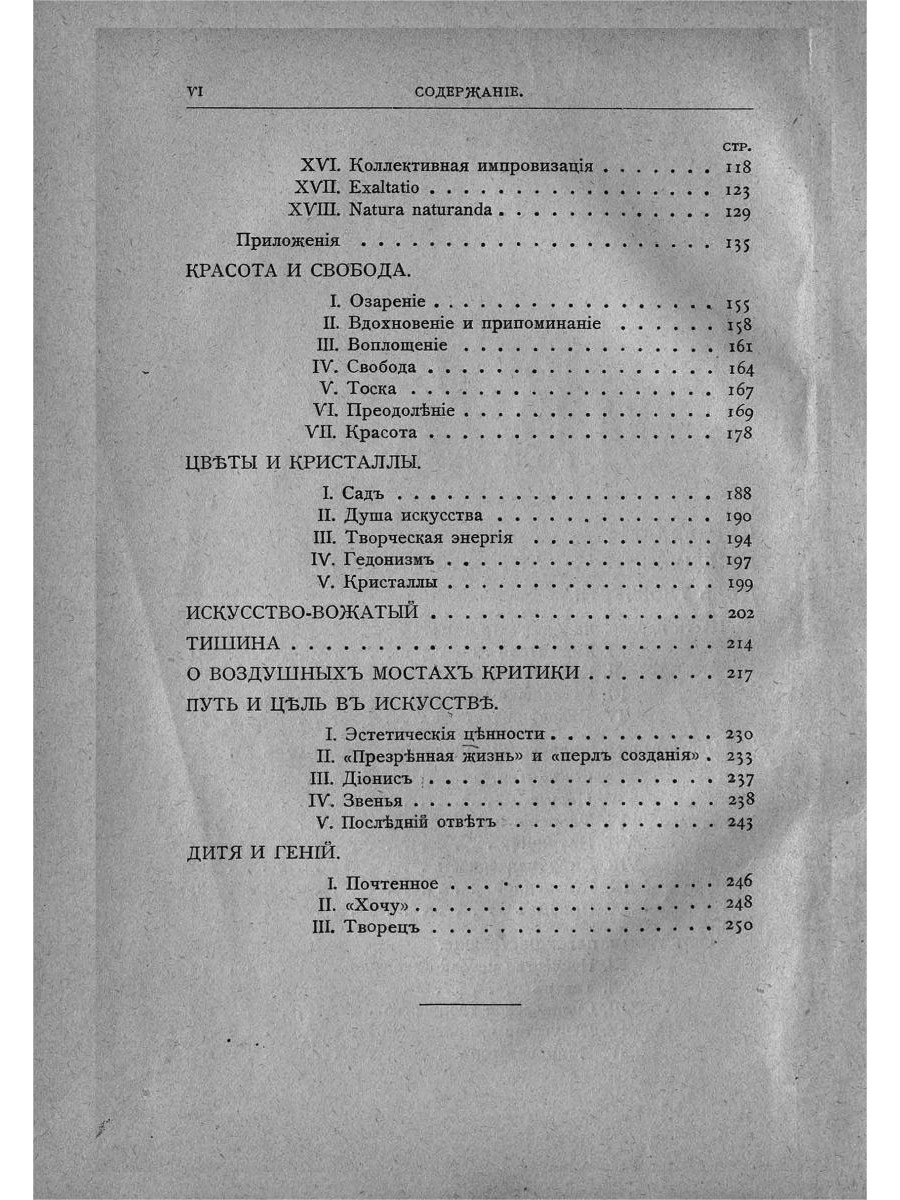 VI СОДЕРЖАНІЕ.
СТР.
XVI. Коллективная импровизація . . . . . . . 118
XVII. Exaltatio . . . . . . . . . . . . . . . . 123
XVIII. Natura naturanda . . . . . . . . . . . . 129
Приложенія . . . . . . . . . . . . . . . . . . . 135
КРАСОТА И СВОБОДА.
I. Озареніе . . . . . . . . . . . . . . . . 155
II. Вдохновеніе и припоминаніе . . . . . . 158
III. Воплощеніе . . . . . . . . . . . . . . 161
IV. Свобода . . . . . . . . . . . . . . . . 164
V. Тоска . . . . . . . . . . . . . . . . . 167
VI. Преодолѣніе . . . . . . . . . . . . . . 169
VII. Красота . . . . . . . . . . . . . . . . 178
ЦВѢТЫ И КРИСТАЛЛЫ.
I. Садъ . . . . . . . . . . . . . . . . . . 188
II. Душа искусства . . . . . . . . . . . . 190
III. Творческая энергія . . . . . . . . . . 194
IV. Гедонизмъ . . . . . . . . . . . . . . . 197
V. Кристаллы . . . . . . . . . . . . . . . 199
ИСКУССТВО-ВОЖАТЫЙ . . . . . . . . . . . . . . . . 202
ТИШИНА . . . . . . . . . . . . . . . . . . . . . . . 214
О ВОЗДУШНЫХЪ МОСТАХЪ КРИТИКИ . . . . . . . . 217
ПУТЬ И ЦѢЛЬ ВЪ ИСКУССТВѢ.
I. Эстетическія цѣнности . . . . . . . . . 230
II. «Презрѣнная жизнь» и «перлъ созданія» . 233
III. Діонисъ . . . . . . . . . . . . . . . . 237
IV. Звенья . . . . . . . . . . . . . . . . . 238
V. Послѣдній отвѣтъ . . . . . . . . . . . 243
ДИТЯ И ГЕНІЙ.
I. Почтенное . . . . . . . . . . . . . . . 246
II. «Хочу» . . . . . . . . . . . . . . . . . 248
III. Творецъ . . . . . . . . . . . . . . . . 250